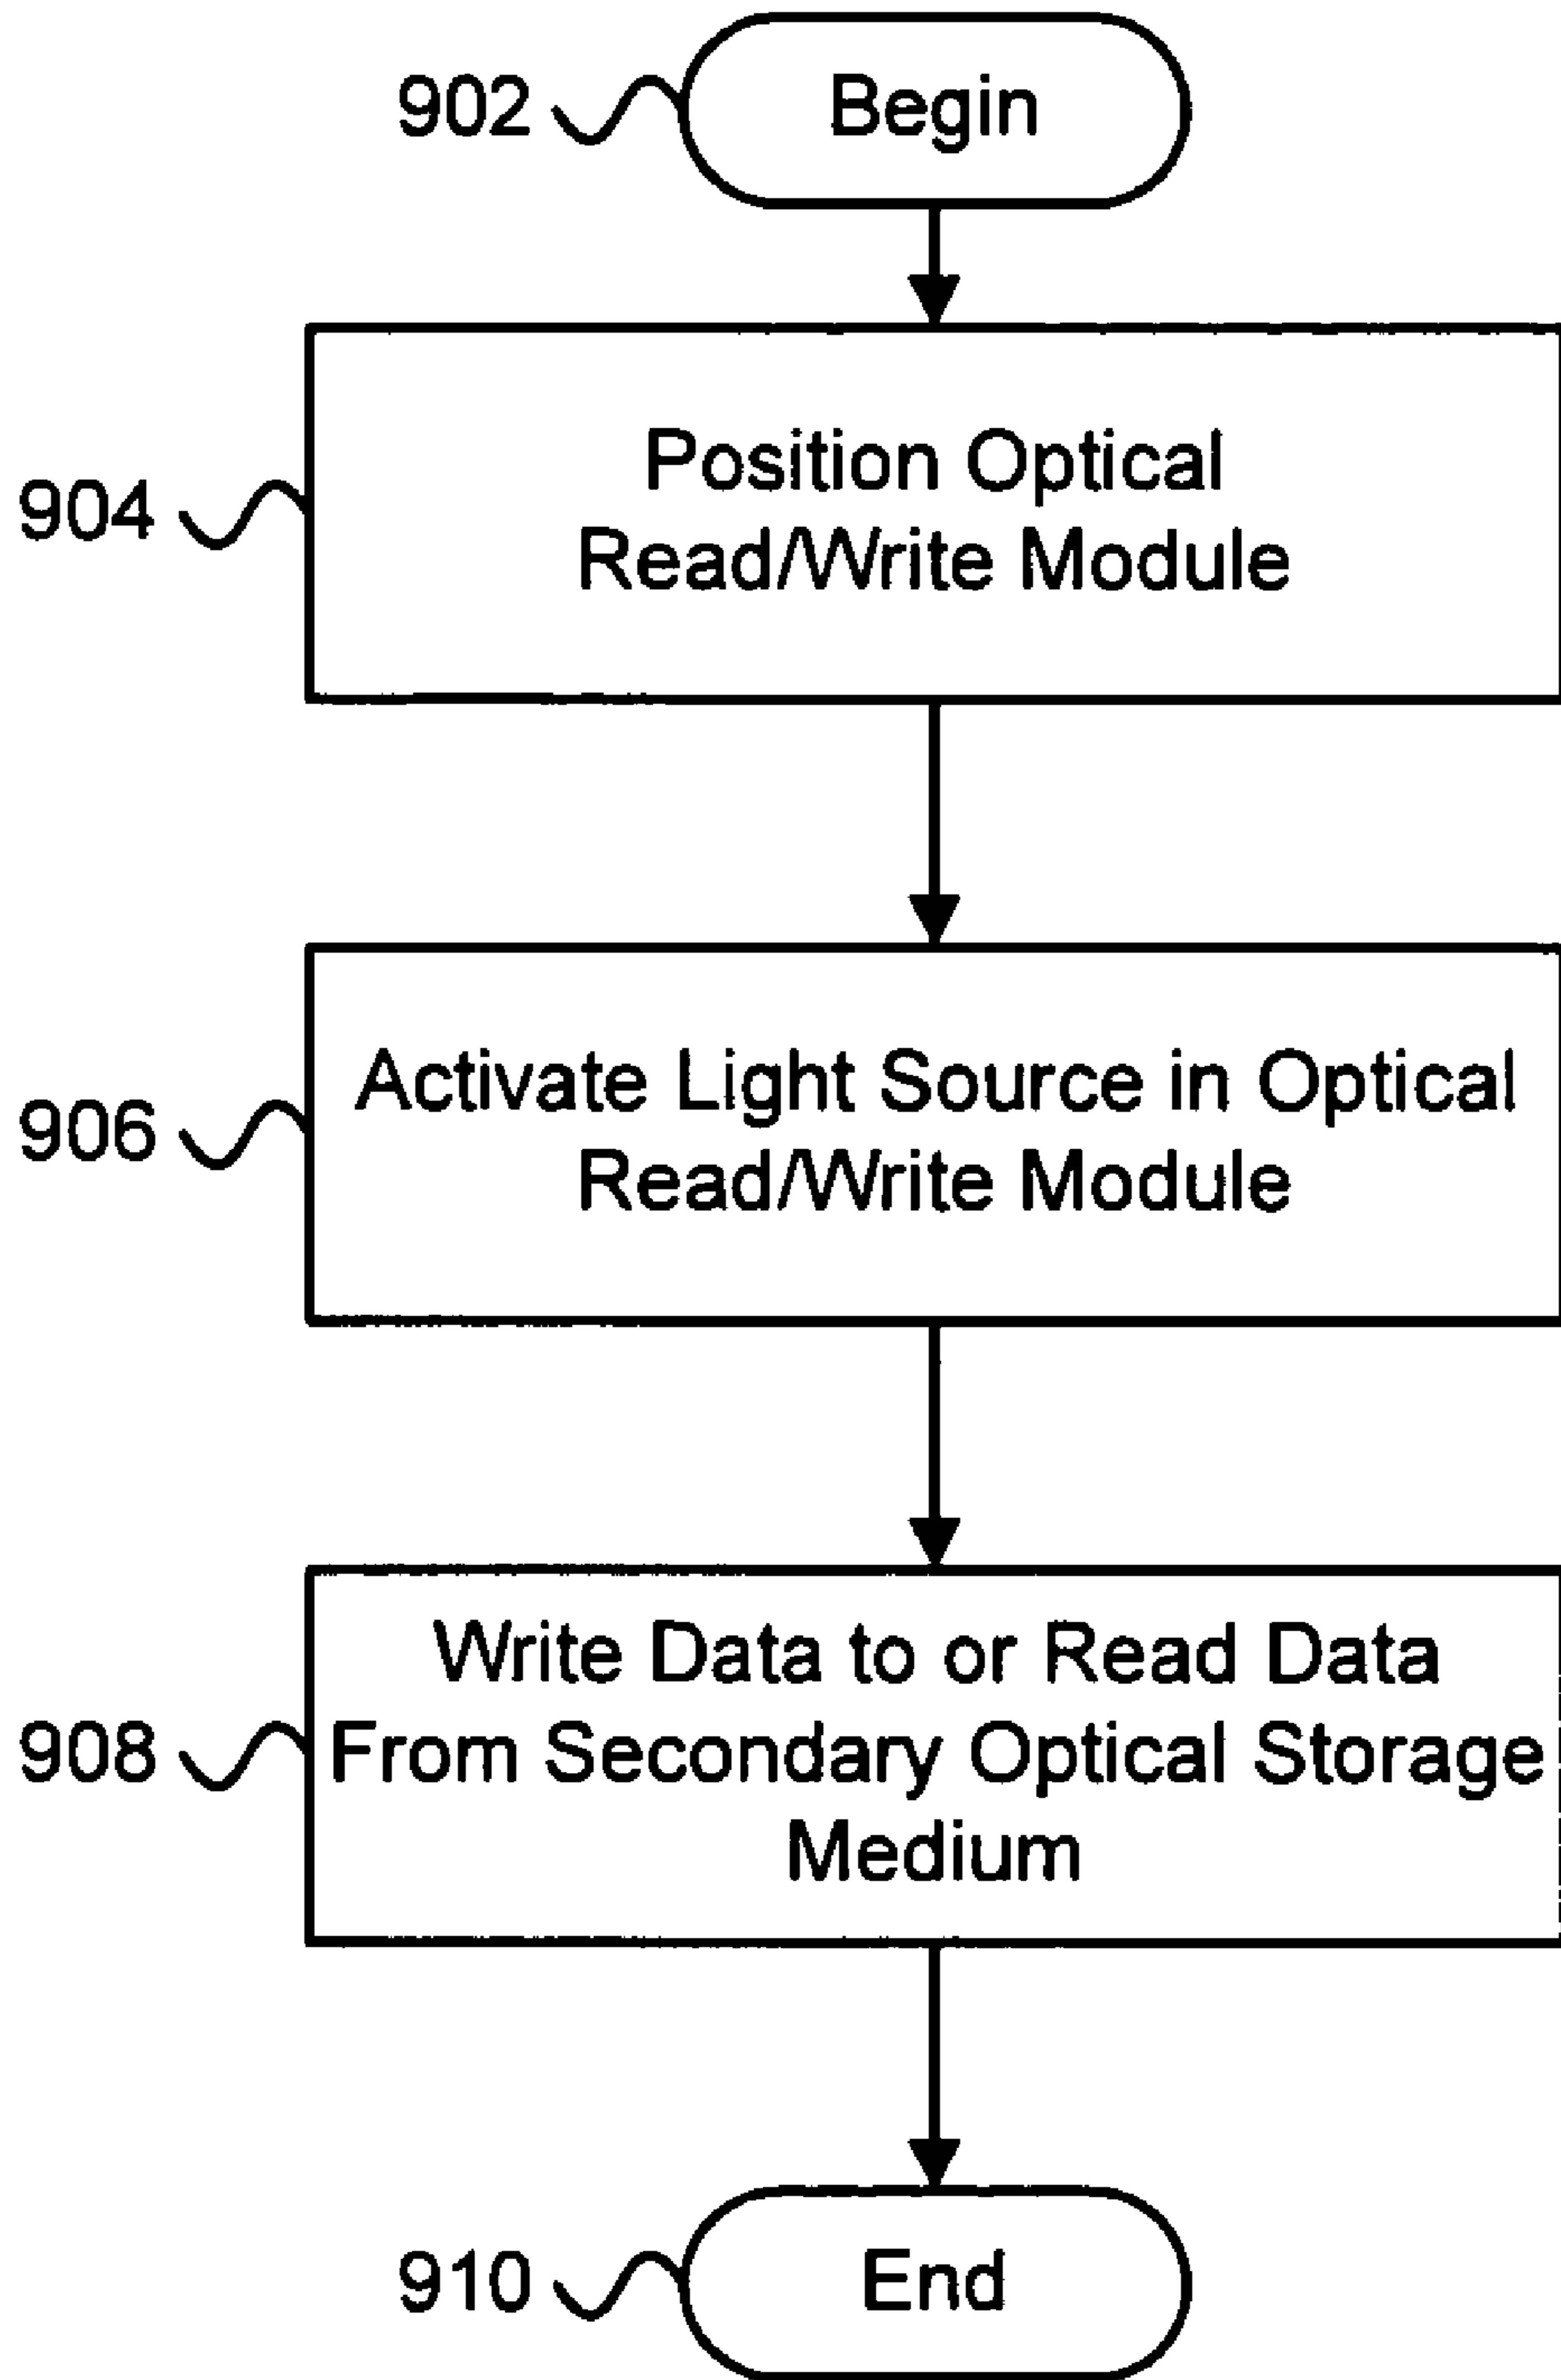 902
Begin
904
Position Optical
Read/Write Module
906
Activate Light Source in Optical
Read/Write Module
908
Write Data to or Read Data
From Secondary Optical Storage
Medium
910
End